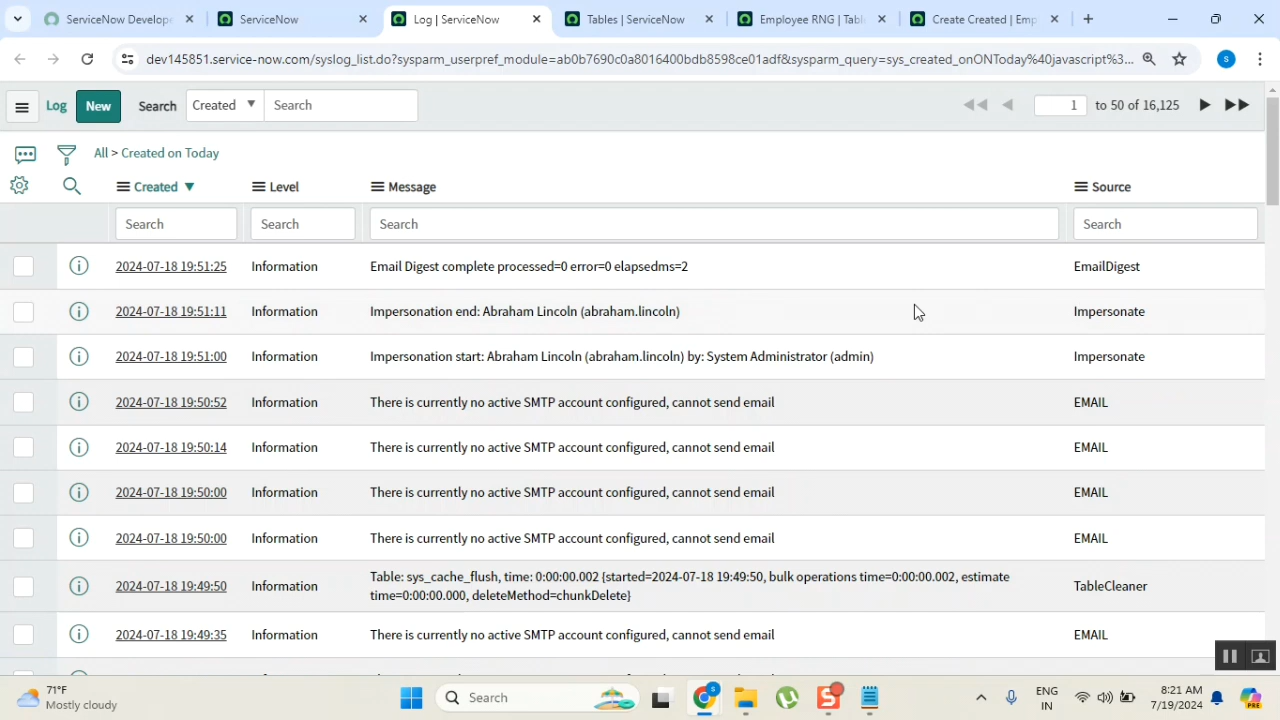 ServiceNow Develope
ServiceNow
Log | ServiceNow
Tables | ServiceNow
Employee RNG | Tabl
Create Created | Emp
dev145851.service-now.com/syslog_list.do?sysparm_userpref_module=ab0b7690c0a8016400bdb8598ce01adf&sysparm_query=sys_created_onONToday%40javascript%3...
s
Log New Search Created Search 1 to 50 of 16,125
All > Created on Today
Created Level Message Source
Search Search Search Search
2024-07-18 19:51:25 Information Email Digest complete processed=0 error=0 elapsedms=2 EmailDigest
2024-07-18 19:51:11 Information Impersonation end: Abraham Lincoln (abraham.lincoln) Impersonate
2024-07-18 19:51:00 Information Impersonation start: Abraham Lincoln (abraham.lincoln) by: System Administrator (admin) Impersonate
2024-07-18 19:50:52 Information There is currently no active SMTP account configured, cannot send email EMAIL
2024-07-18 19:50:14 Information There is currently no active SMTP account configured, cannot send email EMAIL
2024-07-18 19:50:00 Information There is currently no active SMTP account configured, cannot send email EMAIL
2024-07-18 19:50:00 Information There is currently no active SMTP account configured, cannot send email EMAIL
2024-07-18 19:49:50 Information Table: sys_cache_flush, time: 0:00:00.002 {started=2024-07-18 19:49:50, bulk operations time=0:00:00.002, estimate TableCleaner
time=0:00:00.000, deleteMethod=chunkDelete}
2024-07-18 19:49:35 Information There is currently no active SMTP account configured, cannot send email EMAIL
71°F
Mostly cloudy
Search
ENG
IN
8:21 AM
7/19/2024